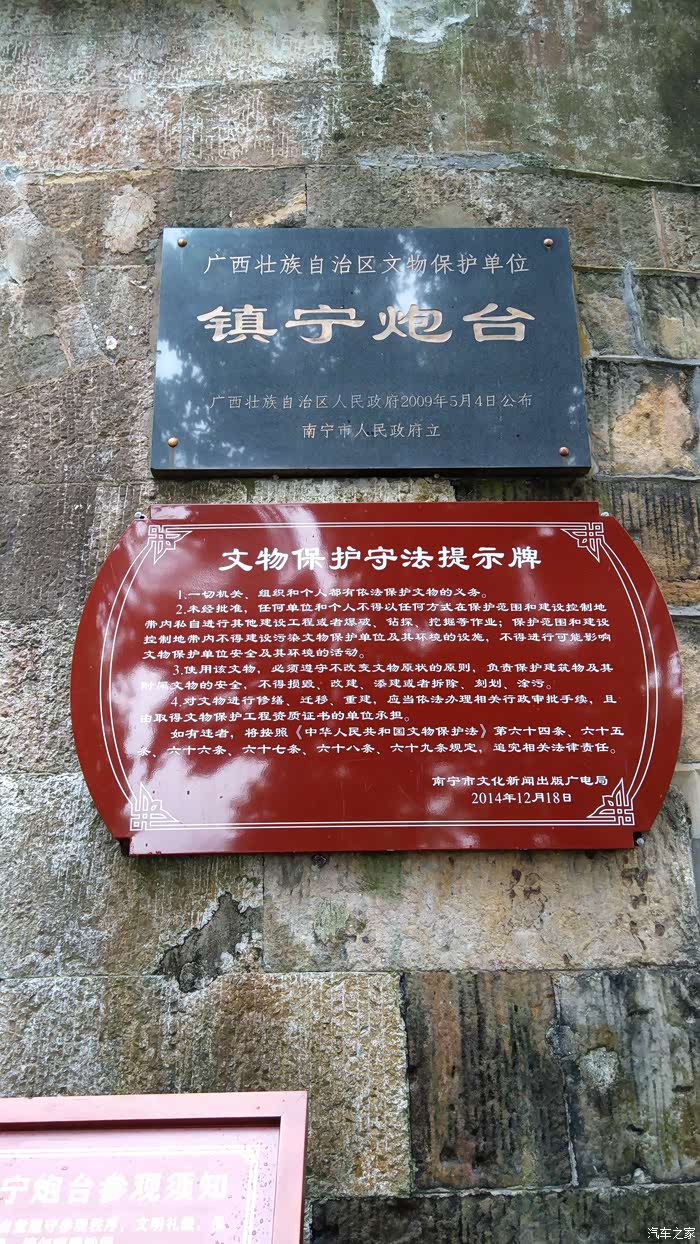 广西壮族自治区文物保护单位
镇宁炮台
广西壮族自治区人民政府2009年5月4日公布
南宁市人民政府立
文物保护守法提示牌
1.一切机关、组织和个人都有依法保护文物的义务。
2.未经批准，任何单位和个人不得以任何方式在保护范围和建设控制地
带内私自进行其他建设工程或者爆破、钻探、挖掘等作业；保护范围和建设
控制地带内不得建设污染文物保护单位及其环境的设施，不得进行可能影响
文物保护单位安全及其环境的活动。
3.使用该文物，必须遵守不改变文物原状的原则，负责保护建筑物及其
附属文物的安全，不得损毁、改建、添建或者拆除、刻划、涂污。
4.对文物进行修缮、迁移、重建，应当依法办理相关行政审批手续，且
由取得文物保护工程资质证书的单位承担。
如有违者，将按照《中华人民共和国文物保护法》第六十四条、六十五
条、六十六条、六十七条、六十八条、六十九条规定，追究相关法律责任。
南宁市文化新闻出版广电局
2014年12月18日
宁炮台参观须知
自觉遵守参观秩序，文明礼貌，
汽车之家